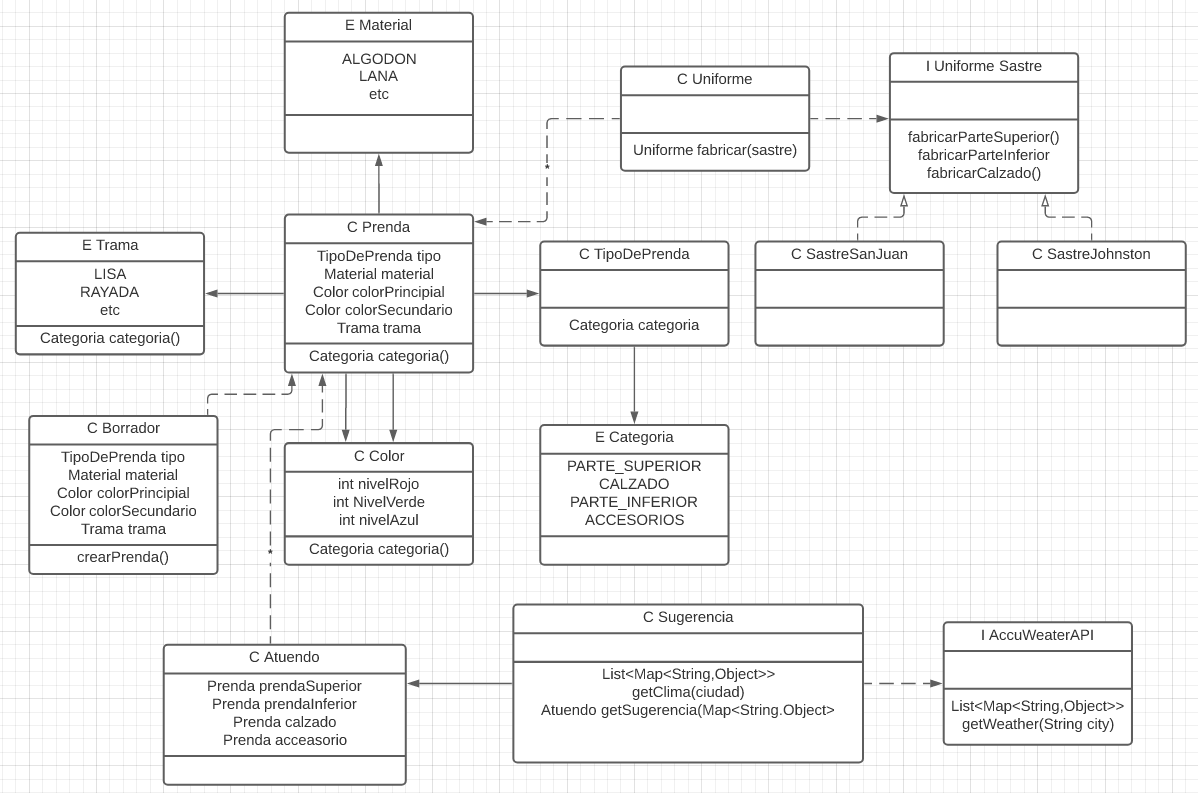 E Material
ALGODON
LANA
etc
C Uniforme
Uniforme fabricar(sastre)
I Uniforme Sastre
fabricarParteSuperior()
fabricarParteInferior
fabricarCalzado()
*
E Trama
LISA
RAYADA
etc
Categoria categoria()
C Prenda
TipoDePrenda tipo
Material material
Color colorPrincipial
Color colorSecundario
Trama trama
Categoria categoria()
C TipoDePrenda
Categoria categoria
C SastreSanJuan
C SastreJohnston
C Borrador
TipoDePrenda tipo
Material material
Color colorPrincipial
Color colorSecundario
Trama trama
crearPrenda()
*
C Color
int nivelRojo
int NivelVerde
int nivelAzul
Categoria categoria()
E Categoria
PARTE_SUPERIOR
CALZADO
PARTE_INFERIOR
ACCESORIOS
C Atuendo
Prenda prendaSuperior
Prenda prendaInferior
Prenda calzado
Prenda acceasorio
C Sugerencia
List<Map<String,Object>>
getClima(ciudad)
Atuendo getSugerencia(Map<String.Object>
I AccuWeaterAPI
List<Map<String,Object>>
getWeather(String city)